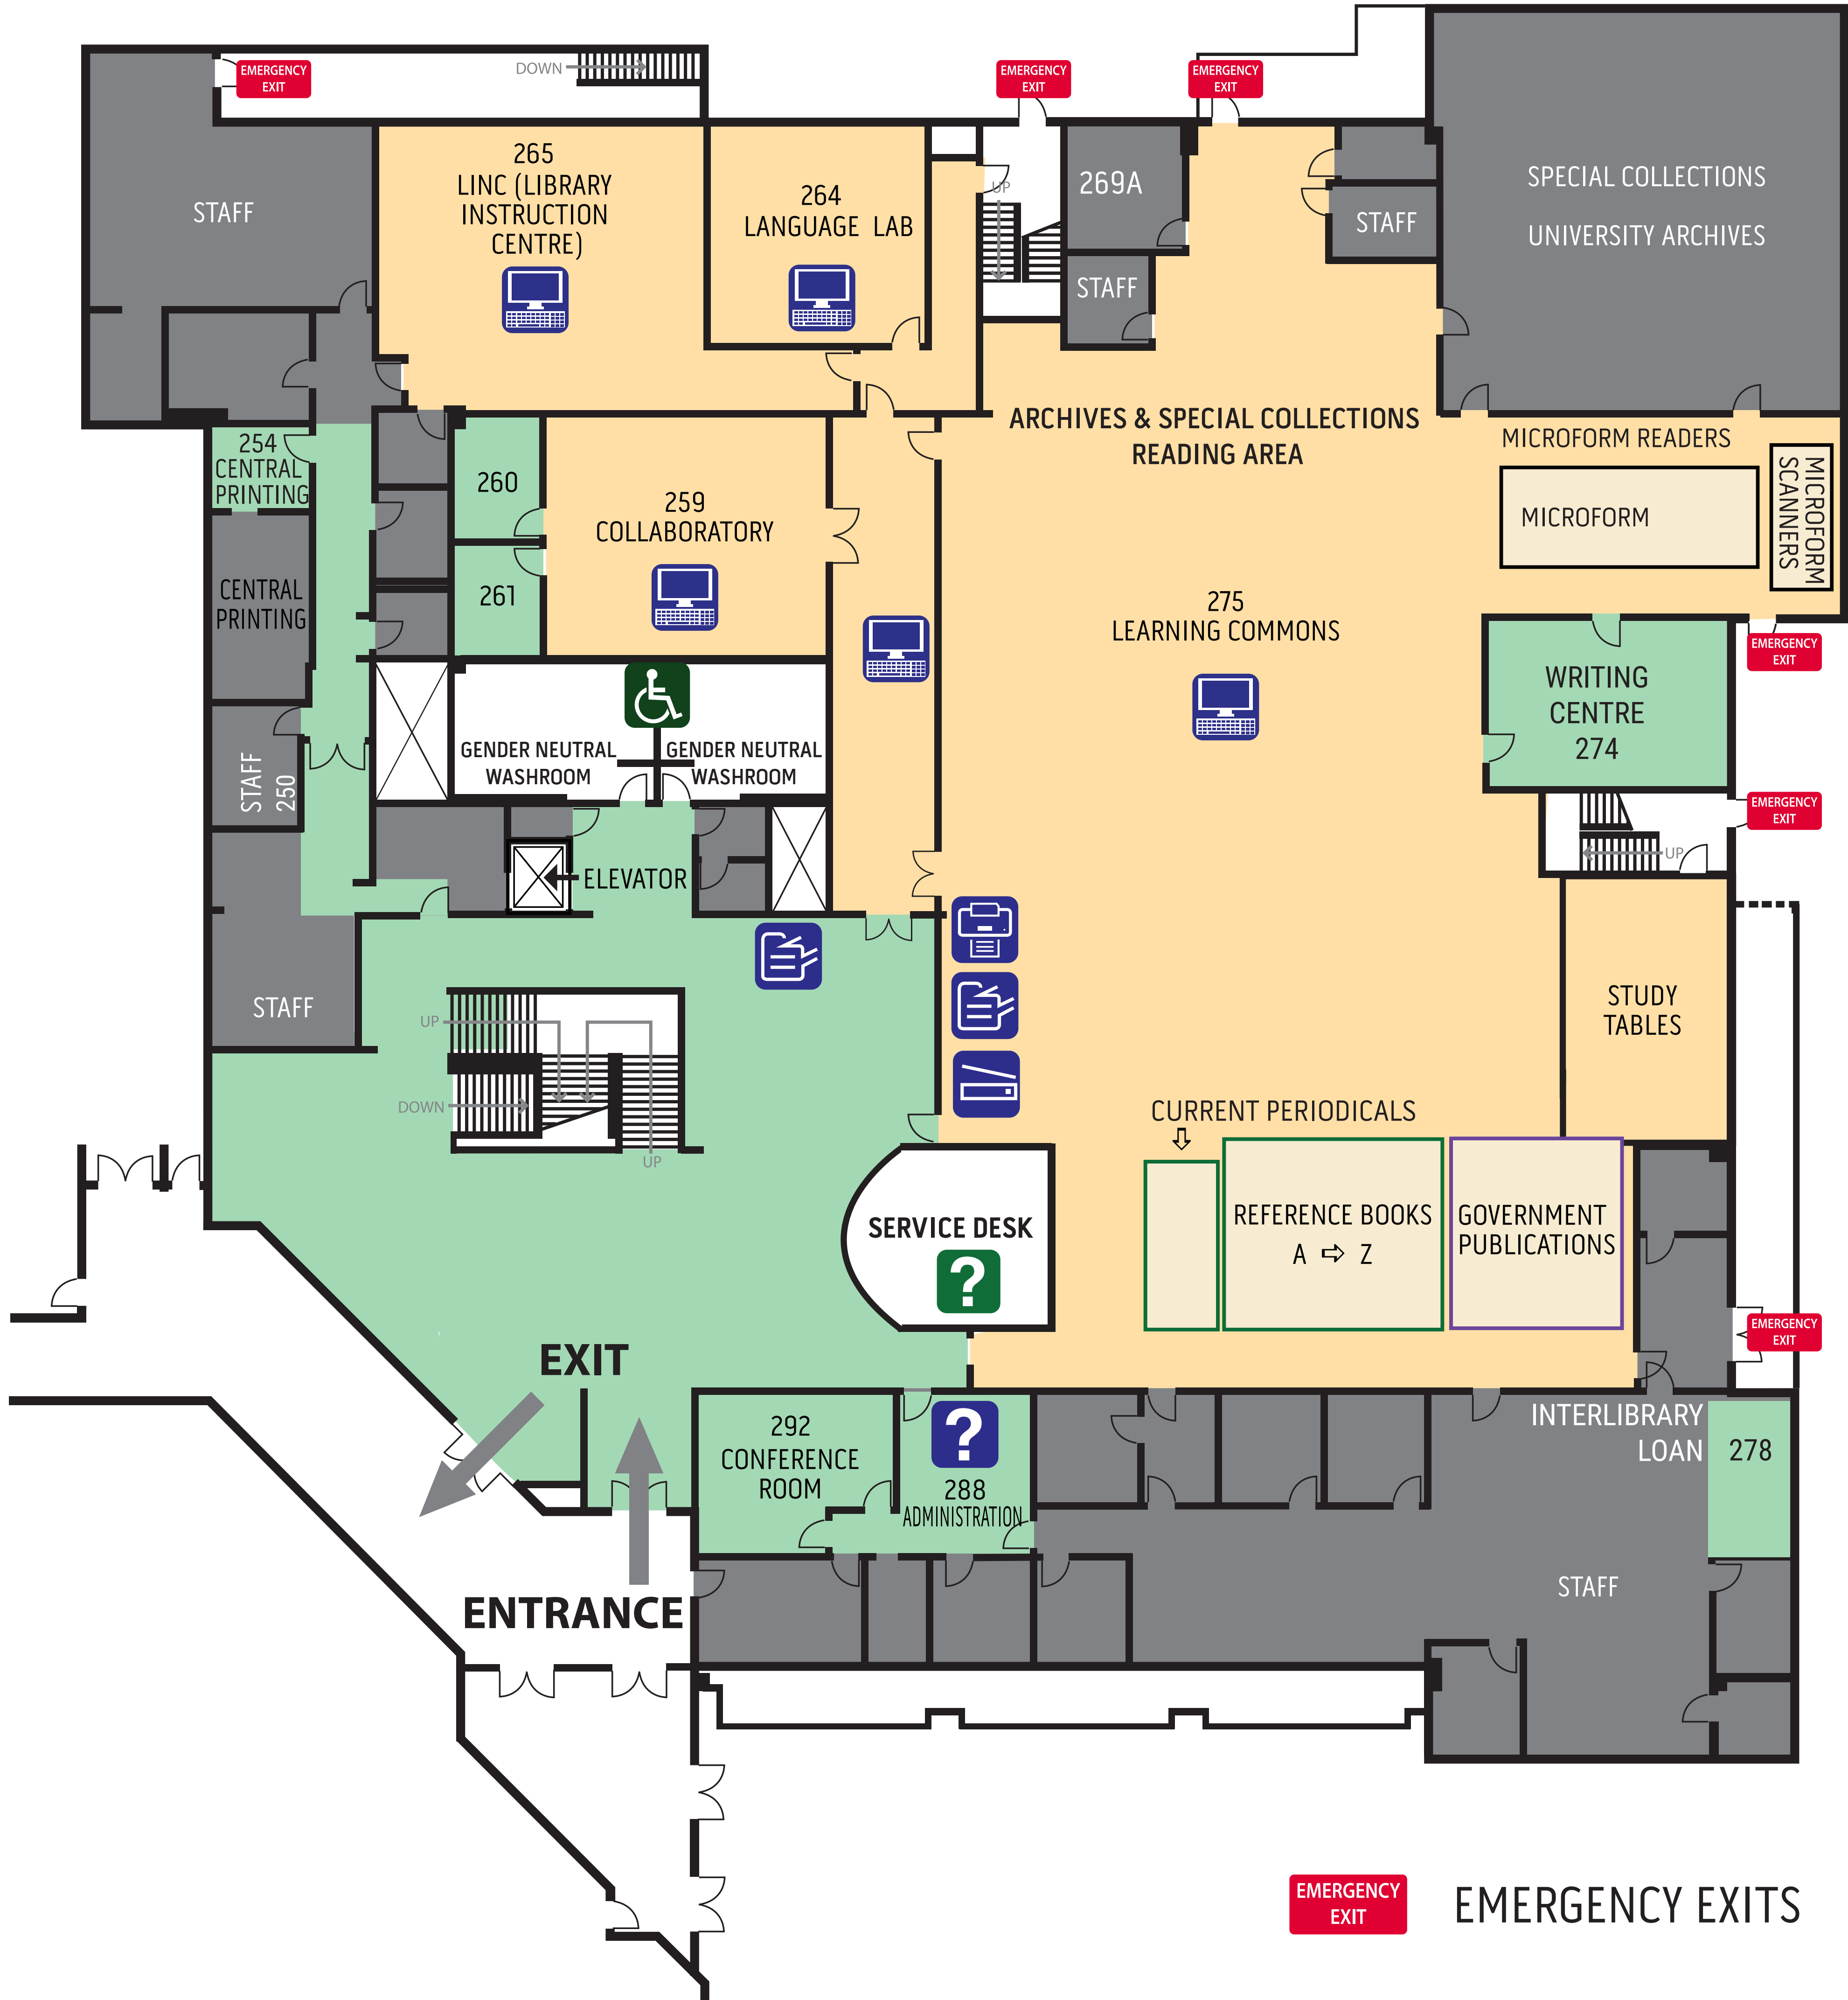 EMERGENCY
EXIT
DOWN
EMERGENCY
EXIT
EMERGENCY
EXIT
STAFF
265
LINC (LIBRARY
INSTRUCTION
CENTRE)
264
LANGUAGE LAB
UP
269A
STAFF
STAFF
SPECIAL COLLECTIONS
UNIVERSITY ARCHIVES
ARCHIVES & SPECIAL COLLECTIONS
READING AREA
MICROFORM READERS
MICROFORM
MICROFORM
SCANNERS
254
CENTRAL
PRINTING
260
259
COLLABORATORY
261
CENTRAL
PRINTING
275
LEARNING COMMONS
EMERGENCY
EXIT
WRITING
CENTRE
274
GENDER NEUTRAL
WASHROOM
GENDER NEUTRAL
WASHROOM
STAFF
250
EMERGENCY
EXIT
UP
ELEVATOR
STAFF
STUDY
TABLES
UP
DOWN
UP
CURRENT PERIODICALS
SERVICE DESK
?
REFERENCE BOOKS
A ⇨ Z
GOVERNMENT
PUBLICATIONS
EMERGENCY
EXIT
EXIT
292
CONFERENCE
ROOM
?
288
ADMINISTRATION
INTERLIBRARY
LOAN
278
STAFF
ENTRANCE
EMERGENCY
EXIT
EMERGENCY EXITS